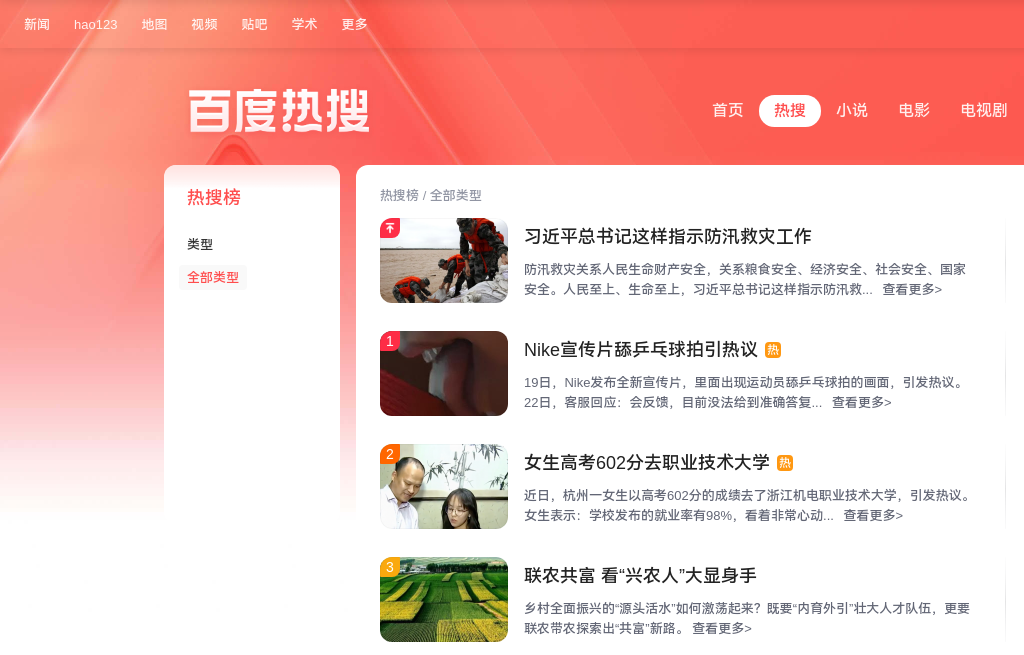 新闻 hao123 地图 视频 贴吧 学术 更多
百度热搜
首页 热搜 小说 电影 电视剧
热搜榜
类型
全部类型
热搜榜 / 全部类型
习近平总书记这样指示防汛救灾工作
防汛救灾关系人民生命财产安全，关系粮食安全、经济安全、社会安全、国家
安全。人民至上、生命至上，习近平总书记这样指示防汛救... 查看更多>
1
Nike宣传片舔乒乓球拍引热议 热
19日，Nike发布全新宣传片，里面出现运动员舔乒乓球拍的画面，引发热议。
22日，客服回应：会反馈，目前没法给到准确答复... 查看更多>
2
女生高考602分去职业技术大学 热
近日，杭州一女生以高考602分的成绩去了浙江机电职业技术大学，引发热议。
女生表示：学校发布的就业率有98%，看着非常心动... 查看更多>
3
联农共富 看“兴农人”大显身手
乡村全面振兴的“源头活水”如何激荡起来？既要“内育外引”壮大人才队伍，更要
联农带农探索出“共富”新路。 查看更多>